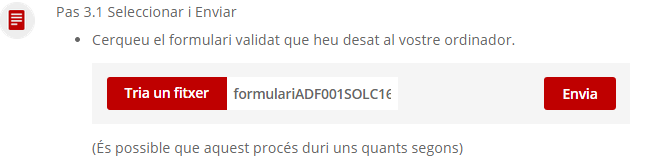 Pas 3.1 Seleccionar i Enviar
• Cerqueu el formulari validat que heu desat al vostre ordinador.
Tria un fitxer formulariADF001SOLC16 Envia
(És possible que aquest procés duri uns quants segons)